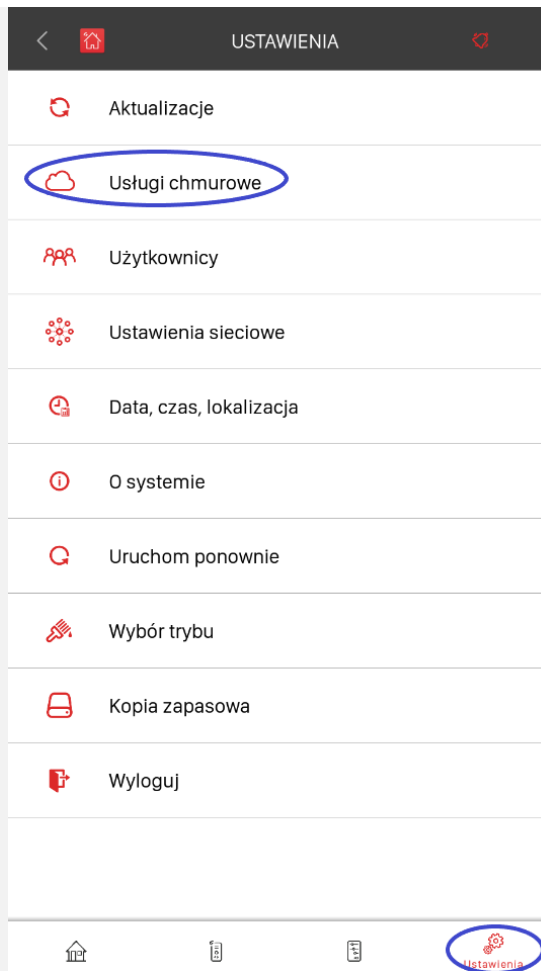 USTAWIENIA
Aktualizacje
Usługi chmurowe
Użytkownicy
Ustawienia sieciowe
Data, czas, lokalizacja
O systemie
Uruchom ponownie
Wybór trybu
Kopia zapasowa
Wyloguj
Ustawienia